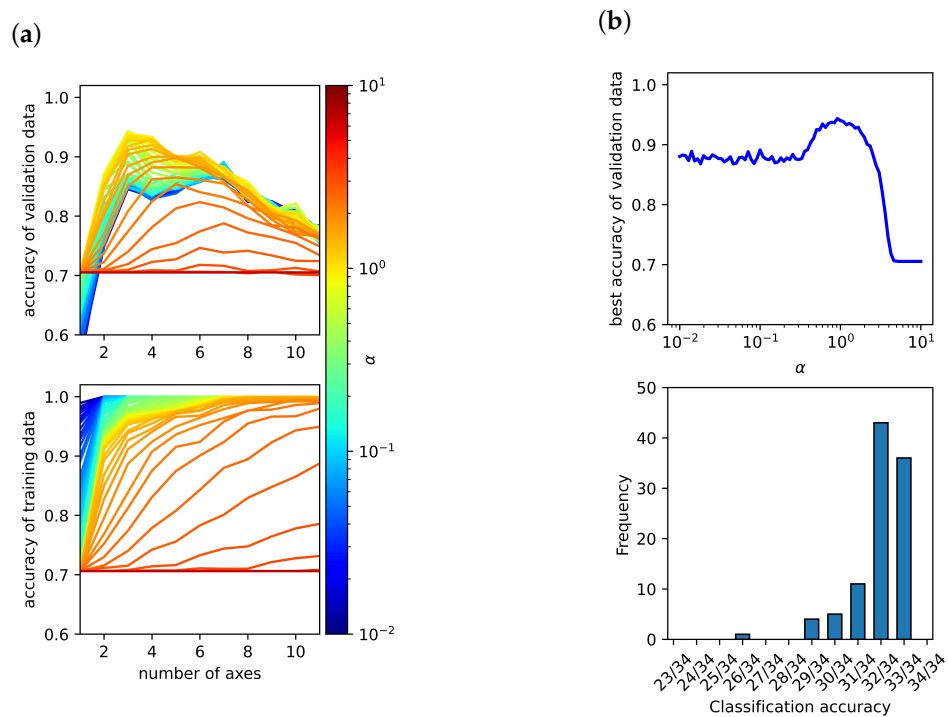 (a)
accuracy of validation data
1.0
0.9
0.8
0.7
0.6
2 4 6 8 10
accuracy of training data
1.0
0.9
0.8
0.7
0.6
2 4 6 8 10
number of axes
10^1
10^0
10^−1
10^−2
α
(b)
best accuracy of validation data
1.0
0.9
0.8
0.7
0.6
10^−2 10^−1 10^0 10^1
α
Frequency
50
40
30
20
10
0
23/34 24/34 25/34 26/34 27/34 28/34 29/34 30/34 31/34 32/34 33/34 34/34
Classification accuracy